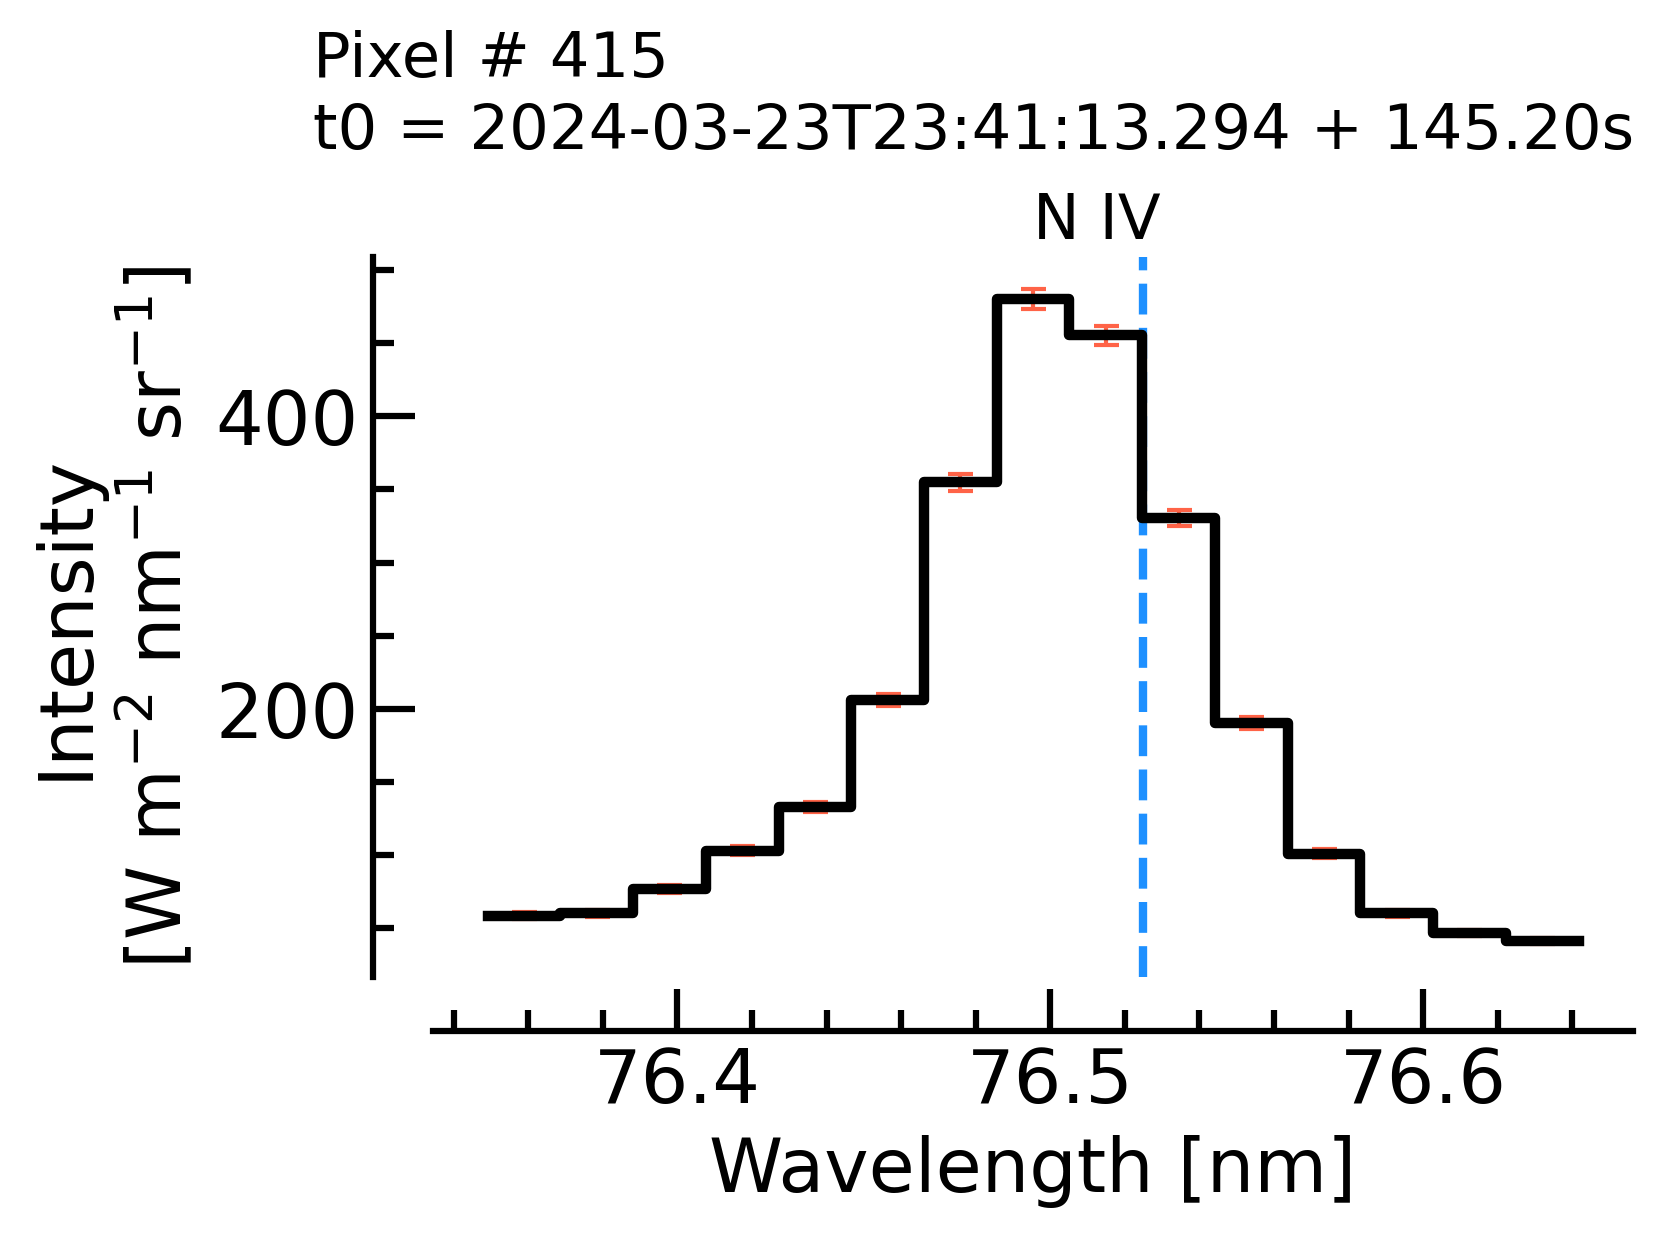 Pixel # 415
t0 = 2024-03-23T23:41:13.294 + 145.20s
N IV
Intensity
[W m⁻² nm⁻¹ sr⁻¹]
400
200
76.4 76.5 76.6
Wavelength [nm]